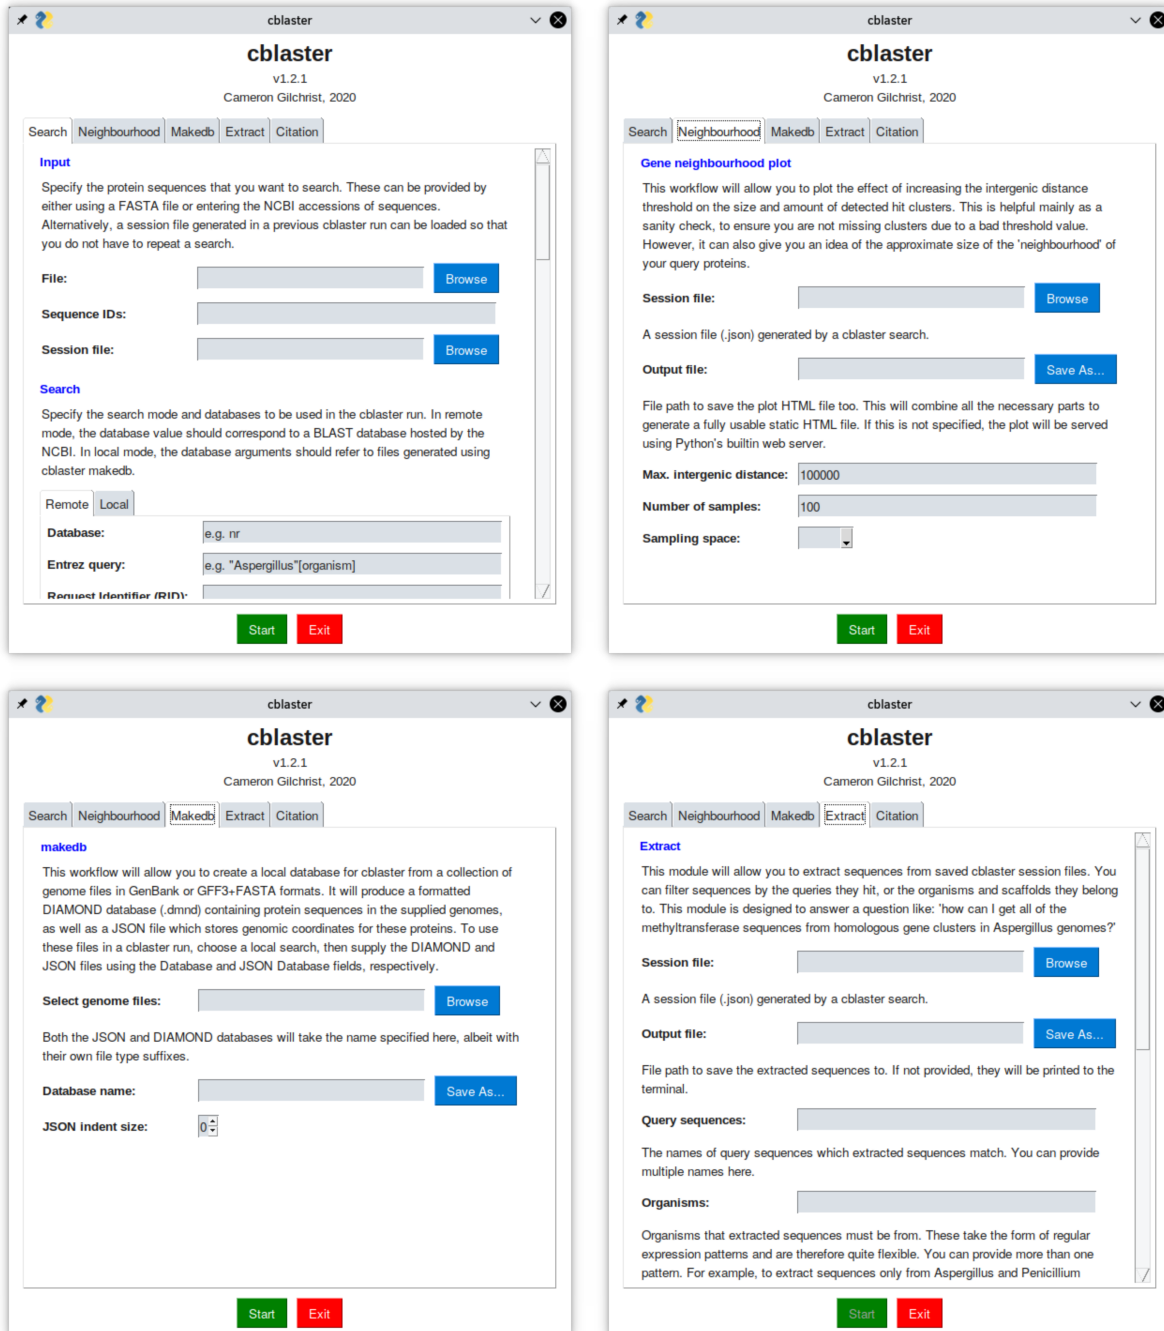 cblaster
cblaster
v1.2.1
Cameron Gilchrist, 2020
Search Neighbourhood Makedb Extract Citation
Input
Specify the protein sequences that you want to search. These can be provided by
either using a FASTA file or entering the NCBI accessions of sequences.
Alternatively, a session file generated in a previous cblaster run can be loaded so that
you do not have to repeat a search.
File: Browse
Sequence IDs:
Session file: Browse
Search
Specify the search mode and databases to be used in the cblaster run. In remote
mode, the database value should correspond to a BLAST database hosted by the
NCBI. In local mode, the database arguments should refer to files generated using
cblaster makedb.
Remote Local
Database: e.g. nr
Entrez query: e.g. "Aspergillus"[organism]
Request Identifier (RID):
Start Exit
cblaster
cblaster
v1.2.1
Cameron Gilchrist, 2020
Search Neighbourhood Makedb Extract Citation
Gene neighbourhood plot
This workflow will allow you to plot the effect of increasing the intergenic distance
threshold on the size and amount of detected hit clusters. This is helpful mainly as a
sanity check, to ensure you are not missing clusters due to a bad threshold value.
However, it can also give you an idea of the approximate size of the 'neighbourhood' of
your query proteins.
Session file: Browse
A session file (.json) generated by a cblaster search.
Output file: Save As...
File path to save the plot HTML file too. This will combine all the necessary parts to
generate a fully usable static HTML file. If this is not specified, the plot will be served
using Python's builtin web server.
Max. intergenic distance: 100000
Number of samples: 100
Sampling space:
Start Exit
cblaster
cblaster
v1.2.1
Cameron Gilchrist, 2020
Search Neighbourhood Makedb Extract Citation
makedb
This workflow will allow you to create a local database for cblaster from a collection of
genome files in GenBank or GFF3+FASTA formats. It will produce a formatted
DIAMOND database (.dmnd) containing protein sequences in the supplied genomes,
as well as a JSON file which stores genomic coordinates for these proteins. To use
these files in a cblaster run, choose a local search, then supply the DIAMOND and
JSON files using the Database and JSON Database fields, respectively.
Select genome files: Browse
Both the JSON and DIAMOND databases will take the name specified here, albeit with
their own file type suffixes.
Database name: Save As...
JSON indent size: 0
Start Exit
cblaster
cblaster
v1.2.1
Cameron Gilchrist, 2020
Search Neighbourhood Makedb Extract Citation
Extract
This module will allow you to extract sequences from saved cblaster session files. You
can filter sequences by the queries they hit, or the organisms and scaffolds they belong
to. This module is designed to answer a question like: 'how can I get all of the
methyltransferase sequences from homologous gene clusters in Aspergillus genomes?'
Session file: Browse
A session file (.json) generated by a cblaster search.
Output file: Save As...
File path to save the extracted sequences to. If not provided, they will be printed to the
terminal.
Query sequences:
The names of query sequences which extracted sequences match. You can provide
multiple names here.
Organisms:
Organisms that extracted sequences must be from. These take the form of regular
expression patterns and are therefore quite flexible. You can provide more than one
pattern. For example, to extract sequences only from Aspergillus and Penicillium
Start Exit